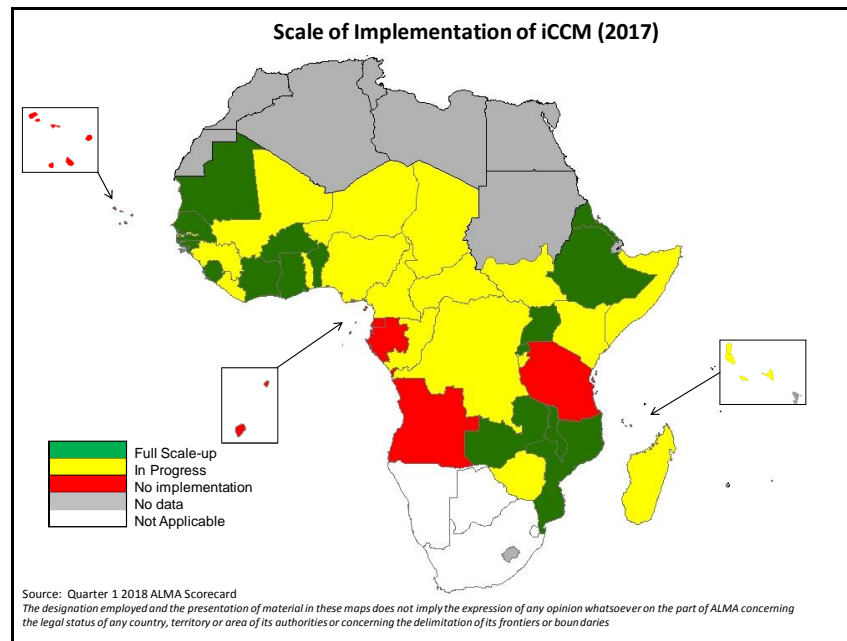 Scale of Implementation of iCCM (2017)
Full Scale-up
In Progress
No implementation
No data
Not Applicable
Source: Quarter 1 2018 ALMA Scorecard
The designation employed and the presentation of material in these maps does not imply the expression of any opinion whatsoever on the part of ALMA concerning
the legal status of any country, territory or area of its authorities or concerning the delimitation of its frontiers or boundaries